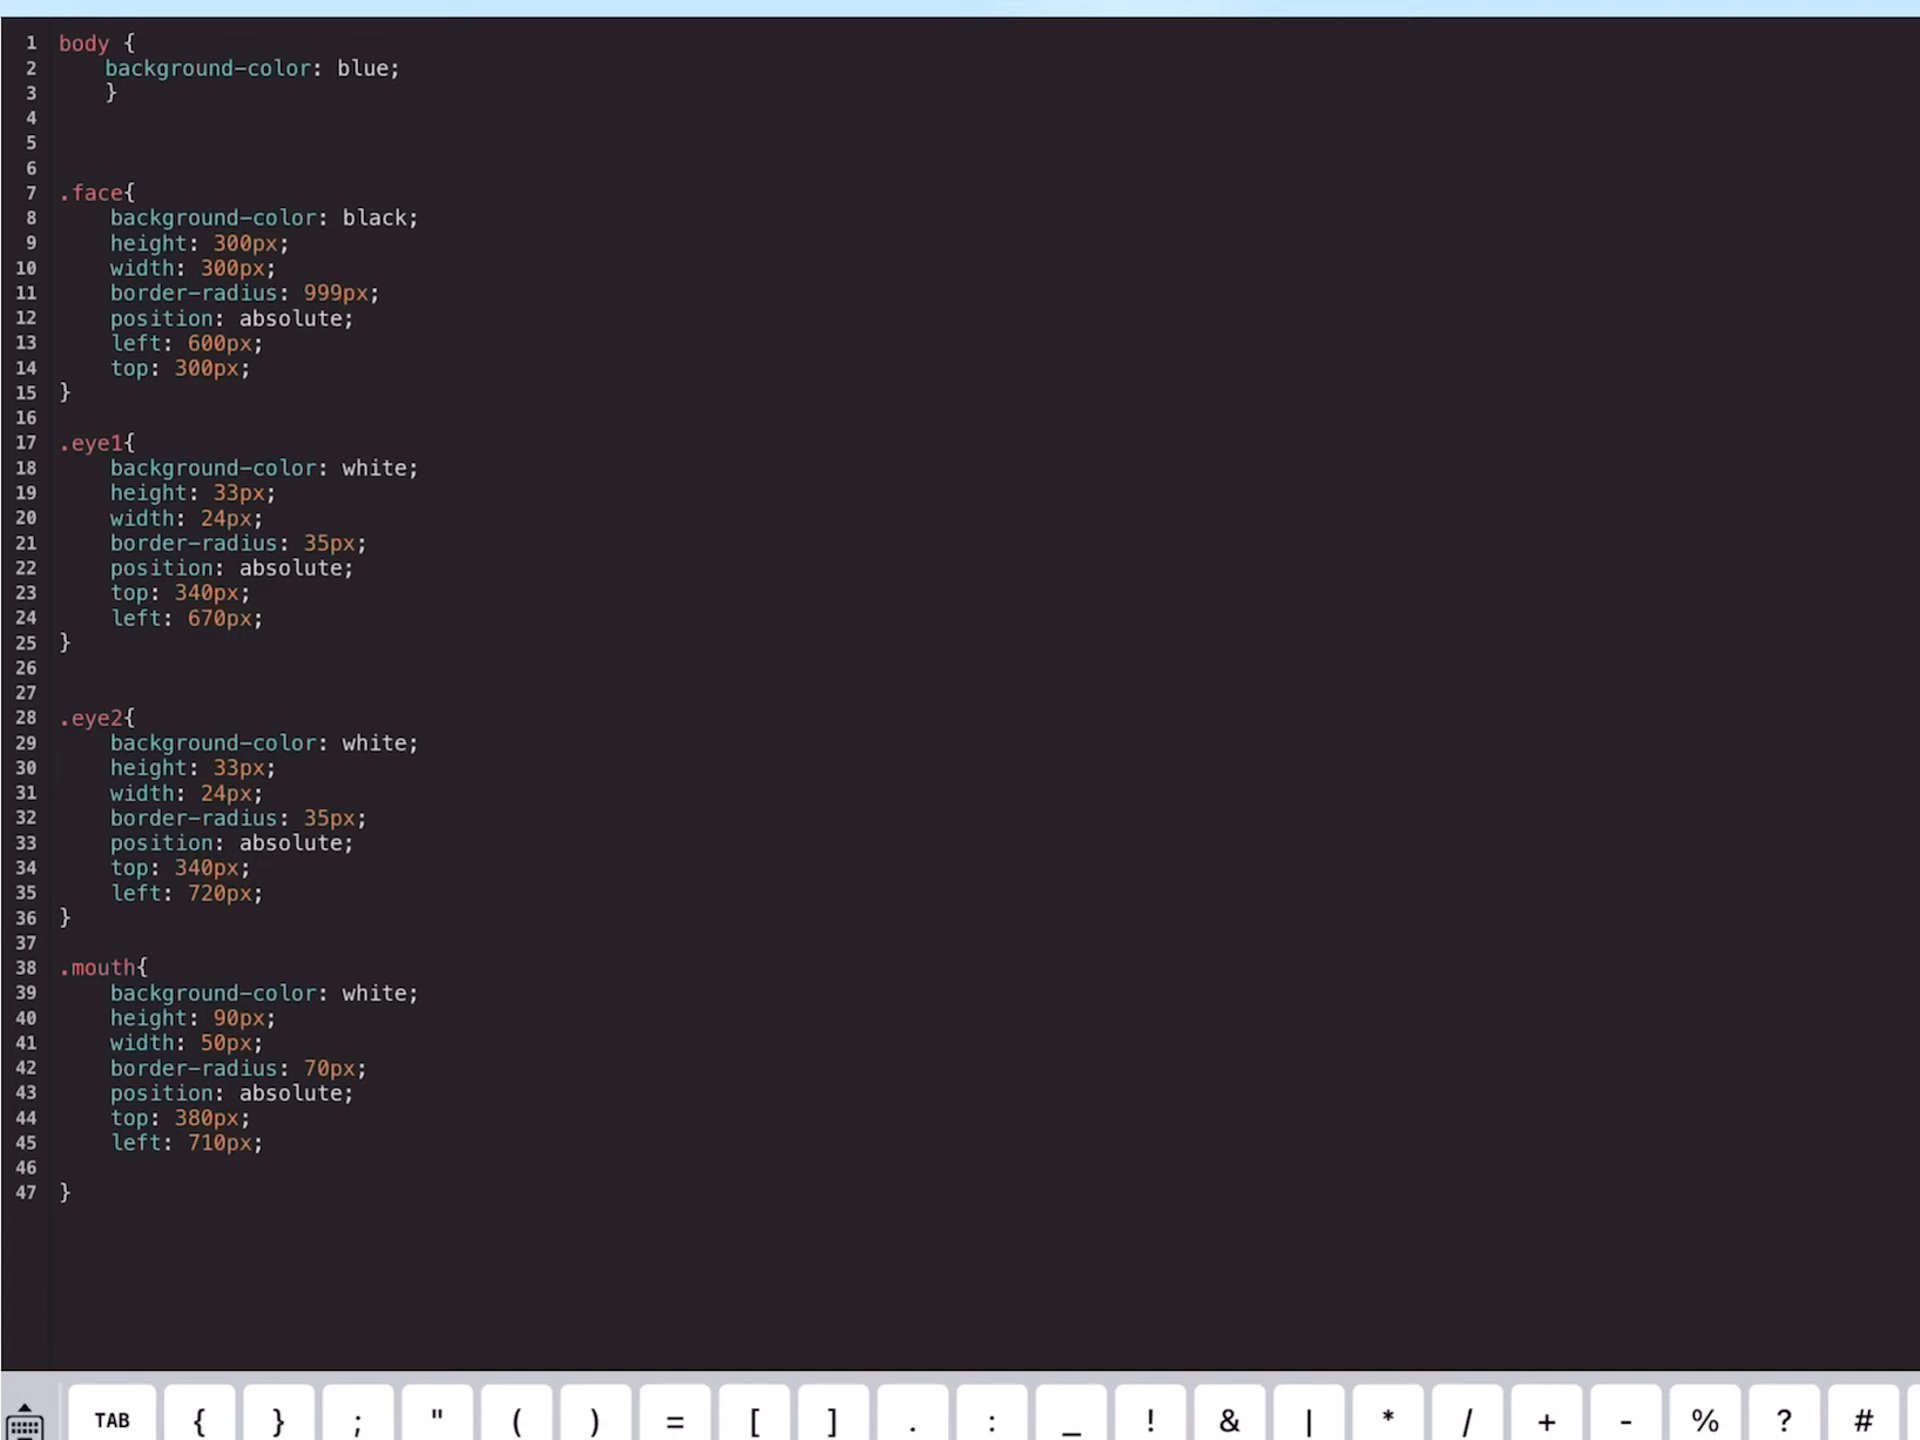 1 body {
2 background-color: blue;
3 }
4
5
6
7 .face{
8 background-color: black;
9 height: 300px;
10 width: 300px;
11 border-radius: 999px;
12 position: absolute;
13 left: 600px;
14 top: 300px;
15 }
16
17 .eye1{
18 background-color: white;
19 height: 33px;
20 width: 24px;
21 border-radius: 35px;
22 position: absolute;
23 top: 340px;
24 left: 670px;
25 }
26
27
28 .eye2{
29 background-color: white;
30 height: 33px;
31 width: 24px;
32 border-radius: 35px;
33 position: absolute;
34 top: 340px;
35 left: 720px;
36 }
37
38 .mouth{
39 background-color: white;
40 height: 90px;
41 width: 50px;
42 border-radius: 70px;
43 position: absolute;
44 top: 380px;
45 left: 710px;
46
47 }
TAB { } ; " ( ) = [ ] . : _ ! & | * / + - % ? #